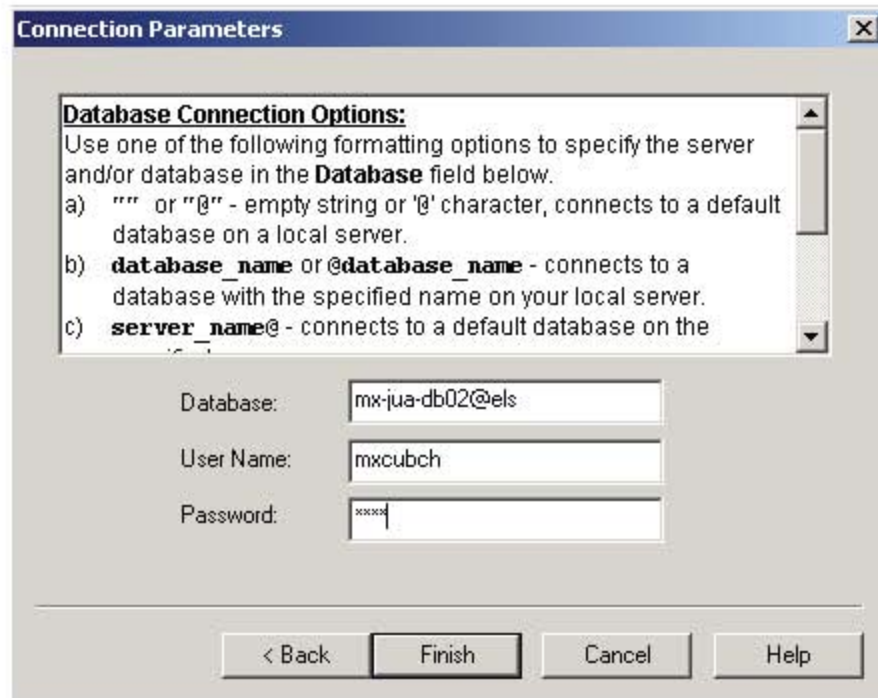 Connection Parameters
Database Connection Options:
Use one of the following formatting options to specify the server
and/or database in the Database field below.
a) "" or "@" - empty string or '@' character, connects to a default
database on a local server.
b) database_name or @database_name - connects to a
database with the specified name on your local server.
c) server_name@ - connects to a default database on the
Database: mx-jua-db02@els
User Name: mxcubch
Password: ****
< Back Finish Cancel Help